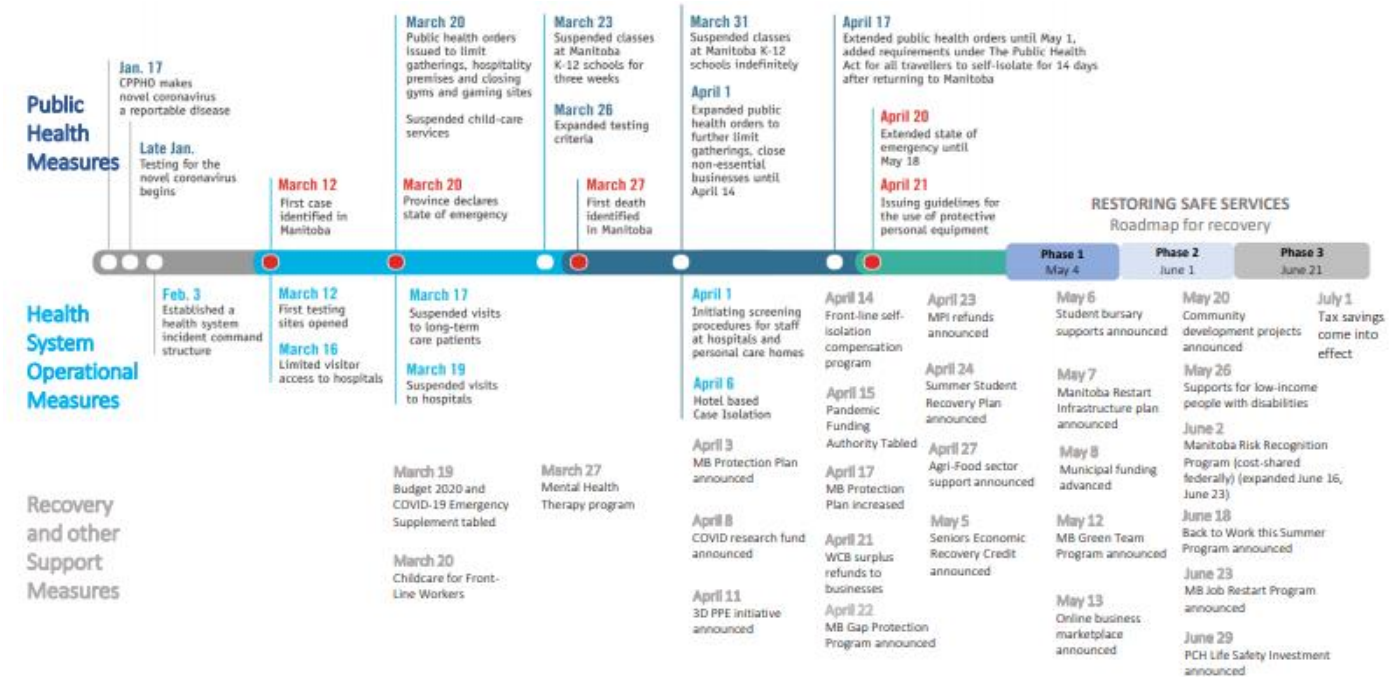 Public
Health
Measures
Jan. 17
CPPHO makes
novel coronavirus
a reportable disease
Late Jan.
Testing for the
novel coronavirus
begins
March 12
First case
identified in
Manitoba
March 20
Public health orders
issued to limit
gatherings, hospitality
premises and closing
gyms and gaming sites
Suspended child-care
services
March 20
Province declares
state of emergency
March 23
Suspended classes
at Manitoba
K-12 schools for
three weeks
March 26
Expanded testing
criteria
March 27
First death
identified
in Manitoba
March 31
Suspended classes
at Manitoba K-12
schools indefinitely
April 1
Expanded public
health orders to
further limit
gatherings, close
non-essential
businesses until
April 14
April 17
Extended public health orders until May 1,
added requirements under The Public Health
Act for all travellers to self-isolate for 14 days
after returning to Manitoba
April 20
Extended state of
emergency until
May 18
April 21
Issuing guidelines for
the use of protective
personal equipment
RESTORING SAFE SERVICES
Roadmap for recovery
Phase 1
May 4
Phase 2
June 1
Phase 3
June 21
Health
System
Operational
Measures
Feb. 3
Established a
health system
incident command
structure
March 12
First testing
sites opened
March 16
Limited visitor
access to hospitals
March 17
Suspended visits
to long-term
care patients
March 19
Suspended visits
to hospitals
April 1
Initiating screening
procedures for staff
at hospitals and
personal care homes
April 6
Hotel based
Case Isolation
Recovery
and other
Support
Measures
March 19
Budget 2020 and
COVID-19 Emergency
Supplement tabled
March 20
Childcare for Front-
Line Workers
March 27
Mental Health
Therapy program
April 3
MB Protection Plan
announced
April 8
COVID research fund
announced
April 11
3D PPE initiative
announced
April 14
Front-line self-
isolation
compensation
program
April 15
Pandemic
Funding
Authority Tabled
April 17
MB Protection
Plan increased
April 21
WCB surplus
refunds to
businesses
April 22
MB Gap Protection
Program announced
April 23
MPI refunds
announced
April 24
Summer Student
Recovery Plan
announced
April 27
Agri-Food sector
support announced
May 5
Seniors Economic
Recovery Credit
announced
May 6
Student bursary
supports announced
May 7
Manitoba Restart
Infrastructure plan
announced
May 8
Municipal funding
advanced
May 12
MB Green Team
Program announced
May 13
Online business
marketplace
announced
May 20
Community
development projects
announced
May 26
Supports for low-income
people with disabilities
June 2
Manitoba Risk Recognition
Program (cost-shared
federally) (expanded June 16,
June 23)
June 18
Back to Work this Summer
Program announced
June 23
MB Job Restart Program
announced
June 29
PCH Life Safety Investment
announced
July 1
Tax savings
come into
effect